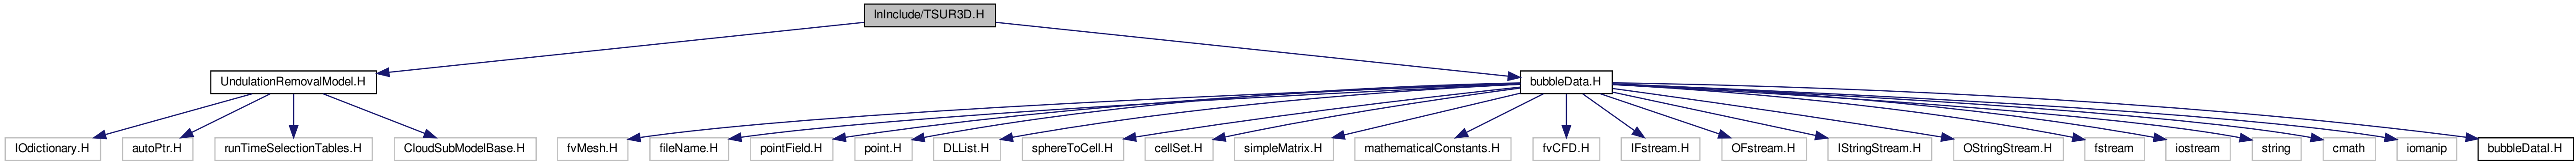 lnInclude/TSUR3D.H
UndulationRemovalModel.H
bubbleData.H
IOdictionary.H
autoPtr.H
runTimeSelectionTables.H
CloudSubModelBase.H
fvMesh.H
fileName.H
pointField.H
point.H
DLList.H
sphereToCell.H
cellSet.H
simpleMatrix.H
mathematicalConstants.H
fvCFD.H
IFstream.H
OFstream.H
IStringStream.H
OStringStream.H
fstream
iostream
string
cmath
iomanip
bubbleDataI.H